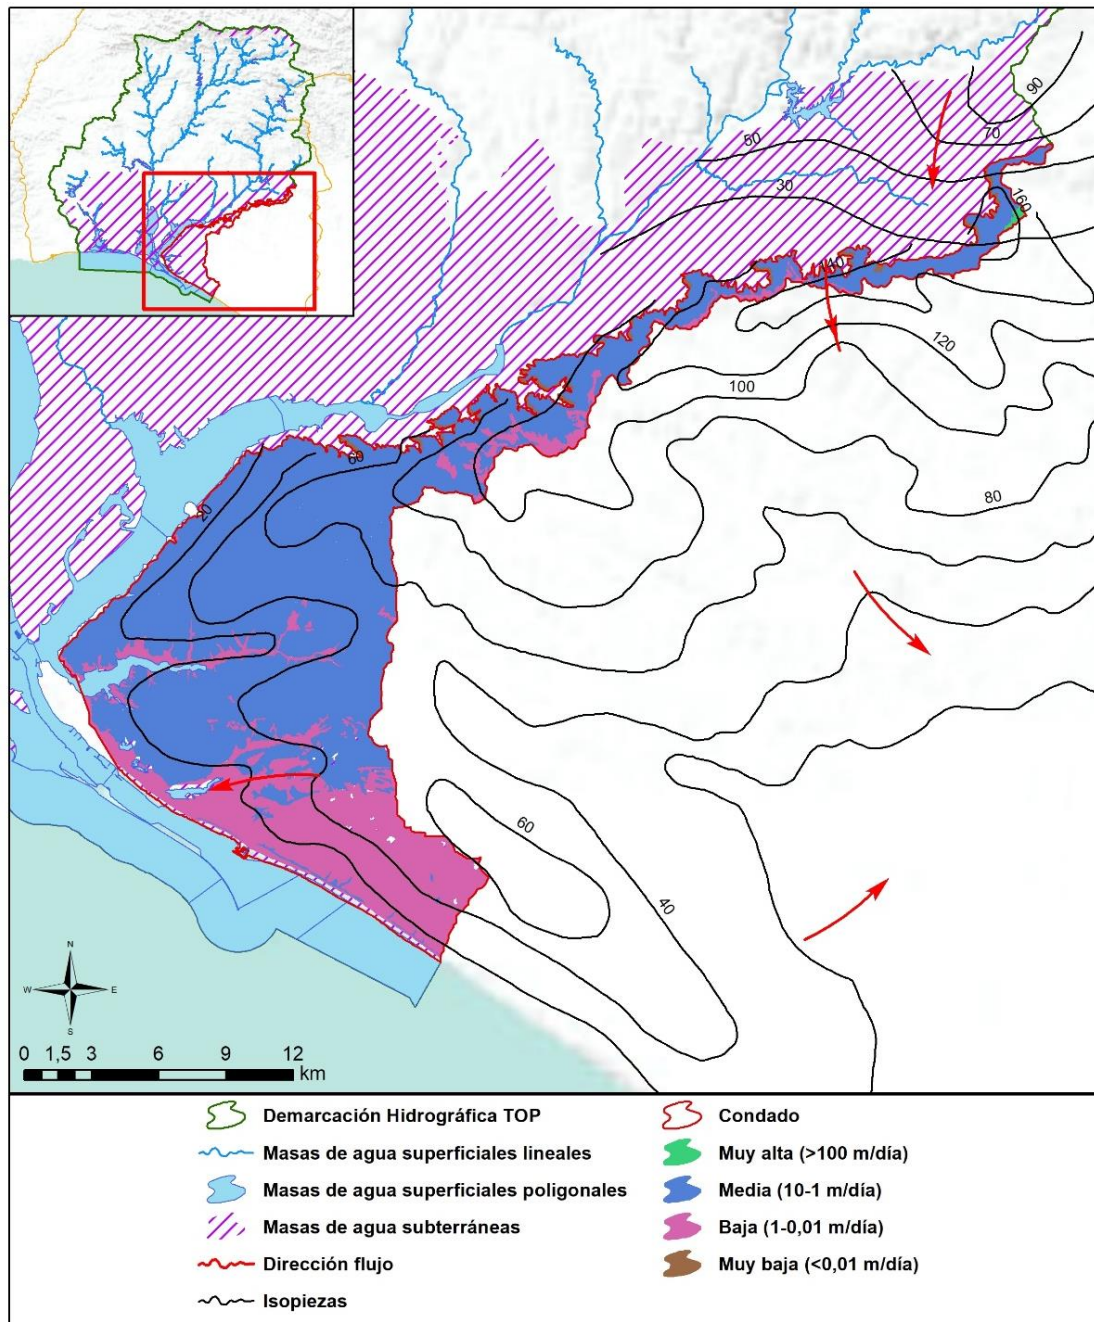 90
70
50
30
160
140
120
100
80
60
20
60
40
N
W E
S
0 1,5 3 6 9 12
km
Demarcación Hidrográfica TOP
Masas de agua superficiales lineales
Masas de agua superficiales poligonales
Masas de agua subterráneas
Dirección flujo
Isopiezas
Condado
Muy alta (>100 m/día)
Media (10-1 m/día)
Baja (1-0,01 m/día)
Muy baja (<0,01 m/día)